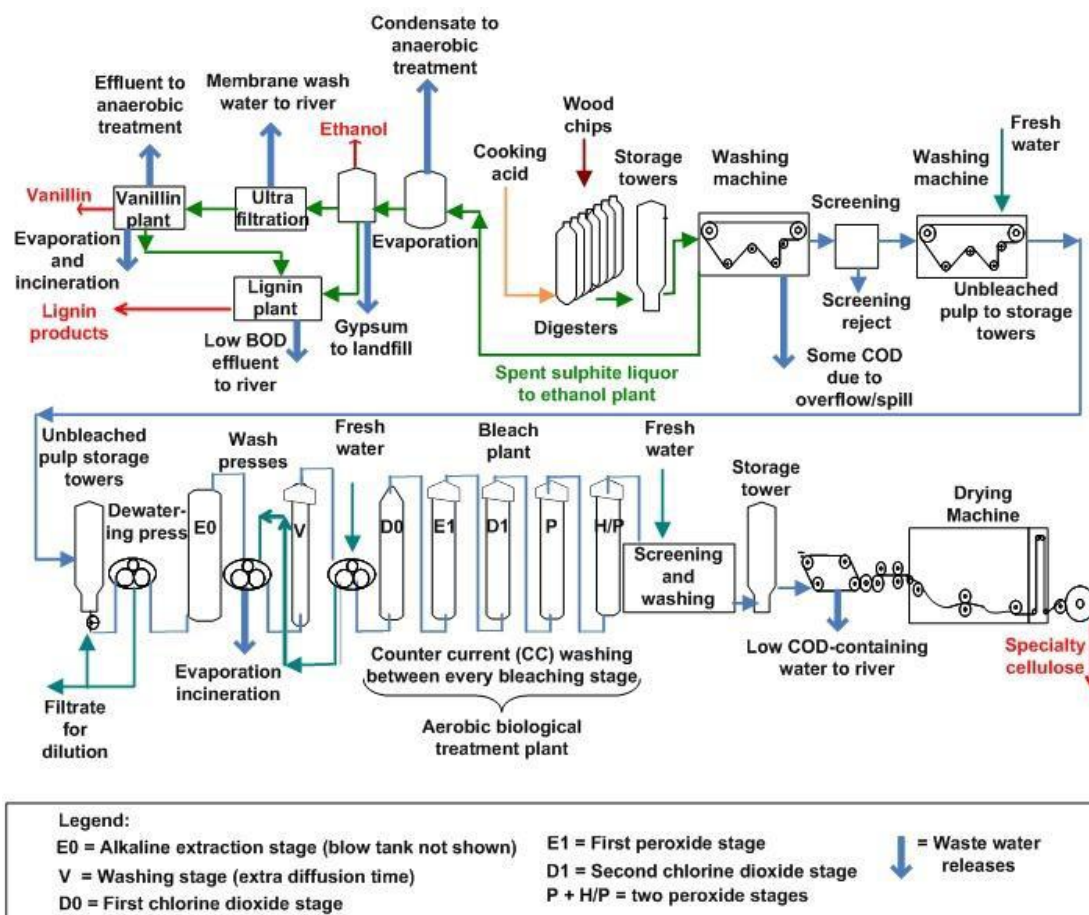 Condensate to
anaerobic
treatment
Effluent to
anaerobic
treatment
Membrane wash
water to river
Ethanol
Wood
chips
Cooking
acid
Storage
towers
Washing
machine
Screening
Washing
machine
Fresh
water
Vanillin
Vanillin
plant
Ultra
filtration
Evaporation
Evaporation
and
incineration
Lignin
plant
Lignin
products
Low BOD
effluent
to river
Gypsum
to landfill
Digesters
Spent sulphite liquor
to ethanol plant
Some COD
due to
overflow/spill
Screening
reject
Unbleached
pulp to storage
towers
Unbleached
pulp storage
towers
Dewater-
ing press
Wash
presses
Fresh
water
Bleach
plant
Fresh
water
Storage
tower
Drying
Machine
E0
V
D0
E1
D1
P
H/P
Screening
and
washing
Filtrate
for
dilution
Evaporation
incineration
Counter current (CC) washing
between every bleaching stage
Aerobic biological
treatment plant
Low COD-containing
water to river
Specialty
cellulose
Legend:
E0 = Alkaline extraction stage (blow tank not shown)
V = Washing stage (extra diffusion time)
D0 = First chlorine dioxide stage
E1 = First peroxide stage
D1 = Second chlorine dioxide stage
P + H/P = two peroxide stages
= Waste water
releases